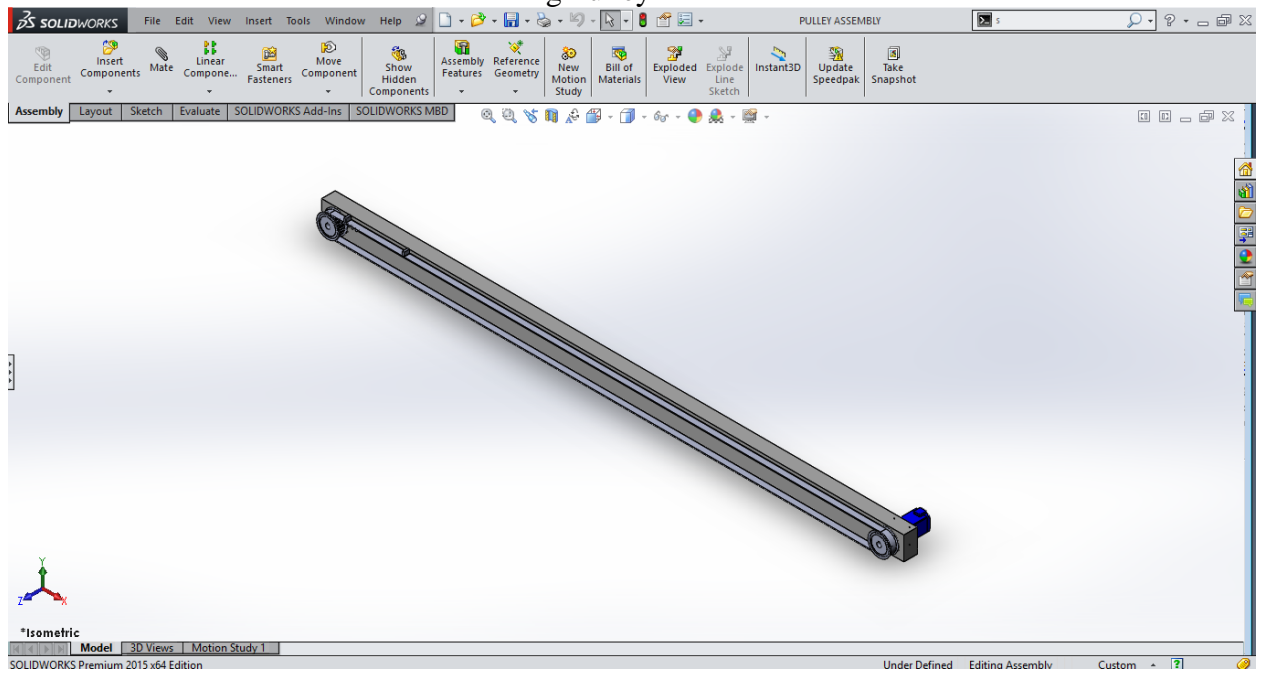 SOLIDWORKS File Edit View Insert Tools Window Help PULLEY ASSEMBLY s
Edit Component
Insert Components
Mate
Linear Compone...
Smart Fasteners
Move Component
Show Hidden Components
Assembly Features
Reference Geometry
New Motion Study
Bill of Materials
Exploded View
Explode Line Sketch
Instant3D
Update Speedpak
Take Snapshot
Assembly Layout Sketch Evaluate SOLIDWORKS Add-Ins SOLIDWORKS MBD
Y
Z X
*Isometric
Model 3D Views Motion Study 1
SOLIDWORKS Premium 2015 x64 Edition Under Defined Editing Assembly Custom